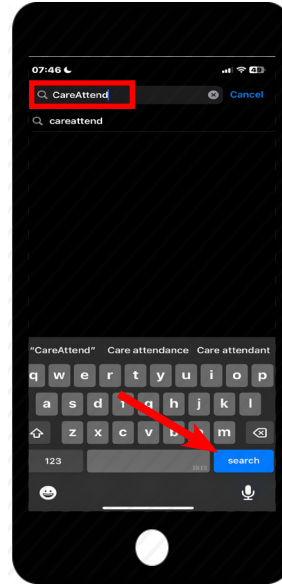 07:46
CareAttend
Cancel
careattend
"CareAttend" Care attendance Care attendant
q w e r t y u i o p
a s d f g h j k l
z x c v b n m
123
search